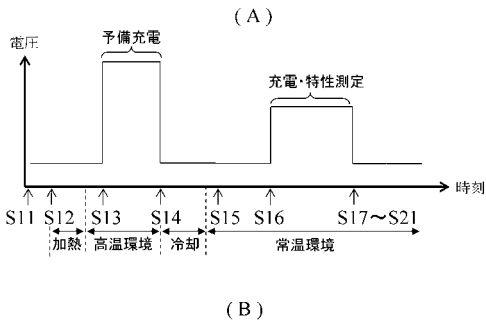 (A)
電圧
予備充電
充電・特性測定
時刻
S11 S12 S13 S14 S15 S16 S17～S21
加熱 高温環境 冷却 常温環境
(B)